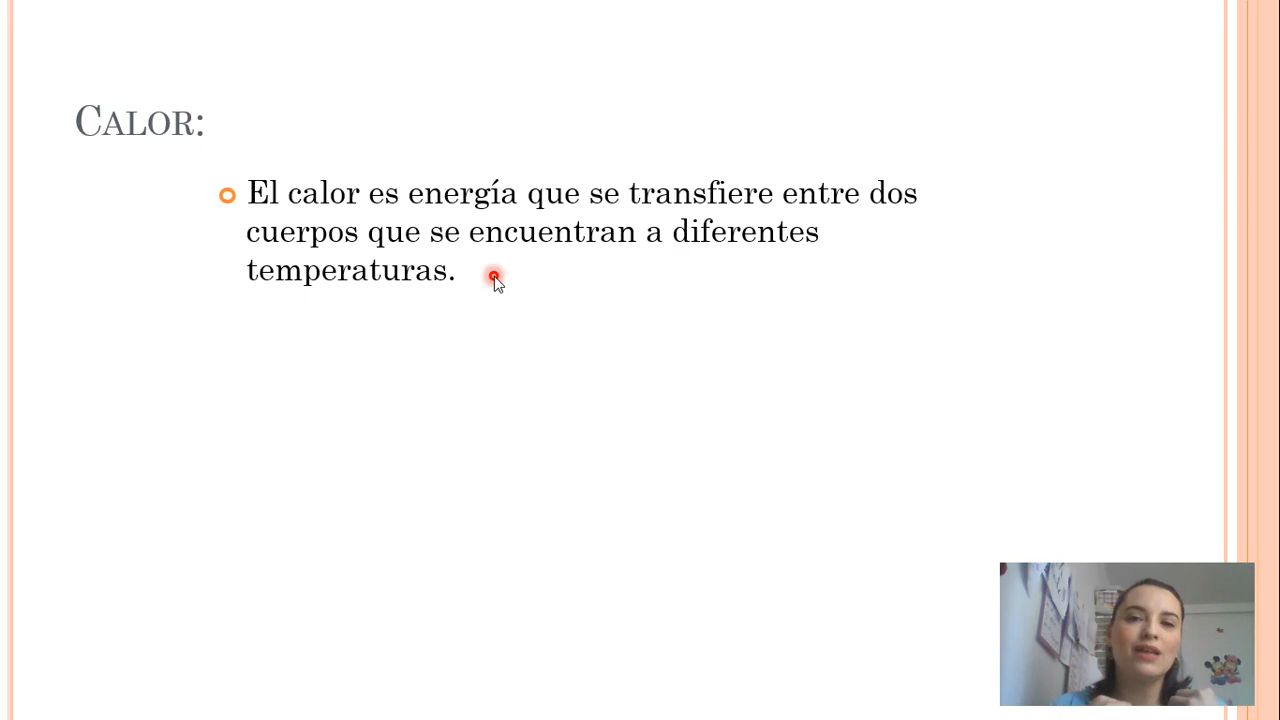 CALOR:
El calor es energía que se transfiere entre dos
cuerpos que se encuentran a diferentes
temperaturas.